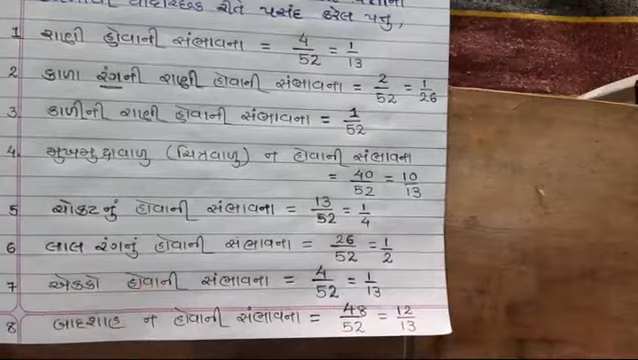 યાદચ્છિક રીતે પસંદ કરેલ પત્તુ,
1 રાણી હોવાની સંભાવના = 4/52 = 1/13
2 કાળા રંગની રાણી હોવાની સંભાવના = 2/52 = 1/26
3 કાળીની રાણી હોવાની સંભાવના = 1/52
4. મુખમુદ્રાવાળુ (ચિત્રવાળુ) ન હોવાની સંભાવના
= 40/52 = 10/13
5 ચોકટનું હોવાની સંભાવના = 13/52 = 1/4
6 લાલ રંગનું હોવાની સંભાવના = 26/52 = 1/2
7 એક્કો હોવાની સંભાવના = 4/52 = 1/13
8 બાદશાહ ન હોવાની સંભાવના = 48/52 = 12/13